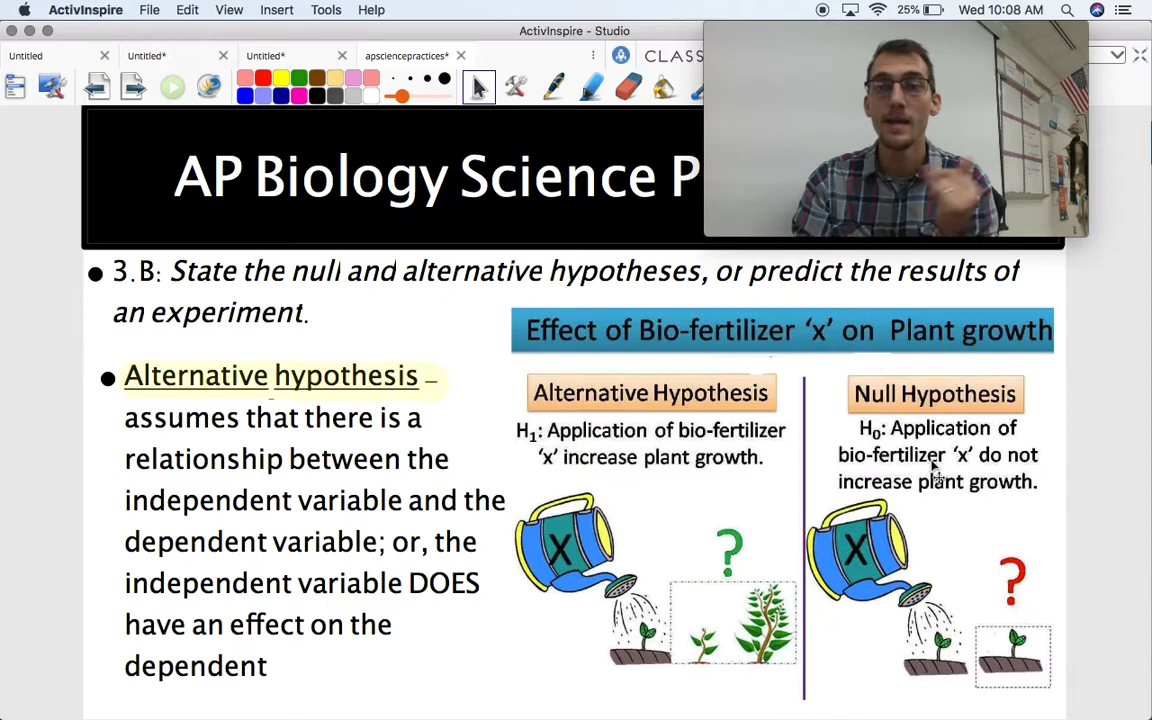 ActivInspire File Edit View Insert Tools Help 25% Wed 10:08 AM
ActivInspire - Studio
Untitled Untitled* Untitled* apsciencepractices* CLASS
AP Biology Science P
• 3.B: State the null and alternative hypotheses, or predict the results of
an experiment.
Effect of Bio-fertilizer ‘x’ on Plant growth
• Alternative hypothesis –
assumes that there is a
relationship between the
independent variable and the
dependent variable; or, the
independent variable DOES
have an effect on the
dependent
Alternative Hypothesis
H₁: Application of bio-fertilizer
‘x’ increase plant growth.
X
?
Null Hypothesis
H₀: Application of
bio-fertilizer ‘x’ do not
increase plant growth.
X
?